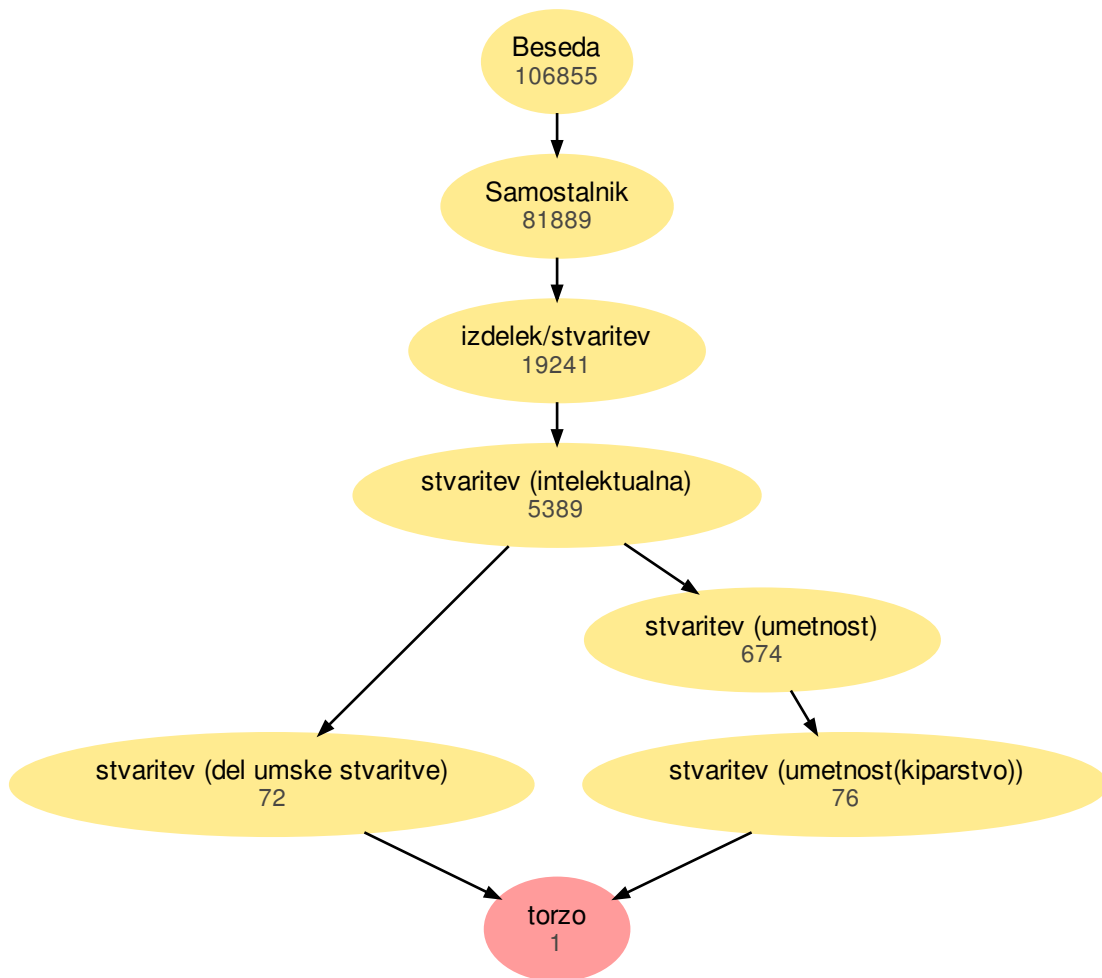 Beseda
106855
Samostalnik
81889
izdelek/stvaritev
19241
stvaritev (intelektualna)
5389
stvaritev (umetnost)
674
stvaritev (del umske stvaritve)
72
stvaritev (umetnost(kiparstvo))
76
torzo
1